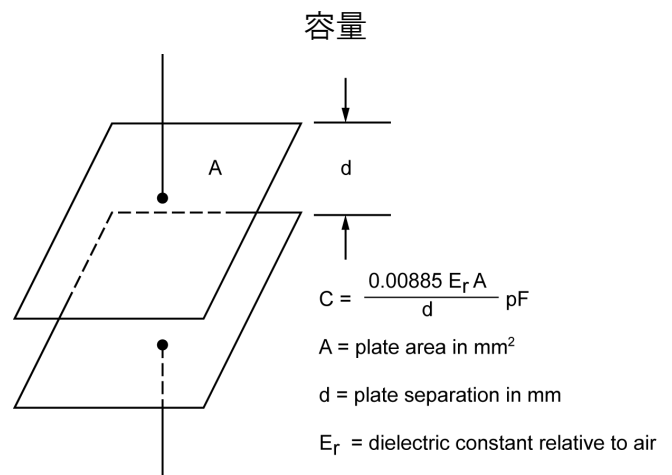 容量
A
d
C = 0.00885 Er A / d pF
A = plate area in mm²
d = plate separation in mm
Er = dielectric constant relative to air